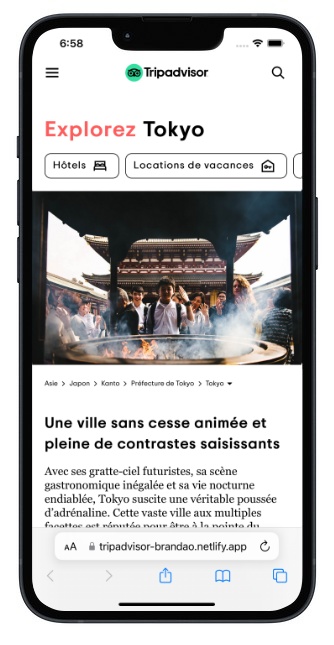 6:58
Tripadvisor
Explorez Tokyo
Hôtels
Locations de vacances
Asie > Japon > Kanto > Préfecture de Tokyo > Tokyo
Une ville sans cesse animée et
pleine de contrastes saisissants
Avec ses gratte-ciel futuristes, sa scène
gastronomique inégalée et sa vie nocturne
endiablée, Tokyo suscite une véritable poussée
d'adrénaline. Cette vaste ville aux multiples
facettes est réputée pour être à la pointe du
AA tripadvisor-brandao.netlify.app